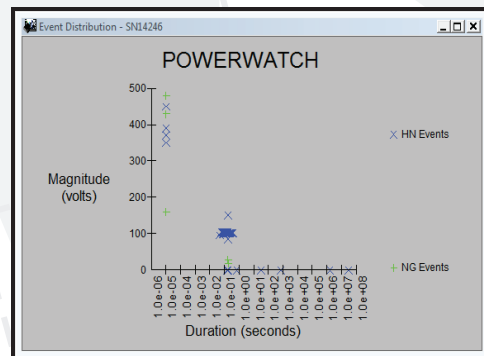 Event Distribution - SN14246
POWERWATCH
500
400
300
200
100
0
Magnitude
(volts)
HN Events
NG Events
1.0e-06
1.0e-05
1.0e-04
1.0e-03
1.0e-02
1.0e-01
1.0e+00
1.0e+01
1.0e+02
1.0e+03
1.0e+04
1.0e+05
1.0e+06
1.0e+07
1.0e+08
Duration (seconds)